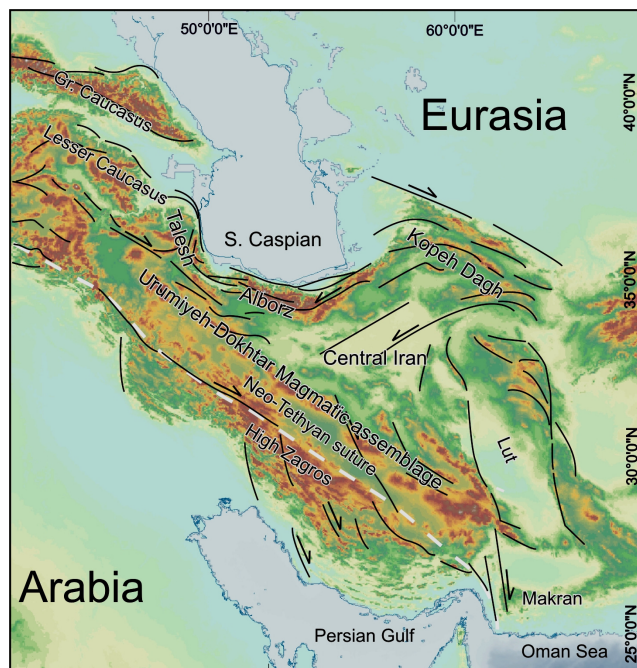 50°0'0"E
60°0'0"E
Gr. Caucasus
40°0'0"N
Eurasia
Lesser Caucasus
Talesh
S. Caspian
Kopeh Dagh
35°0'0"N
Alborz
Urumiyeh-Dokhtar Magmatic assemblage
Central Iran
Neo-Tethyan suture
High Zagros
Lut
30°0'0"N
Arabia
Makran
Persian Gulf
Oman Sea
25°0'0"N